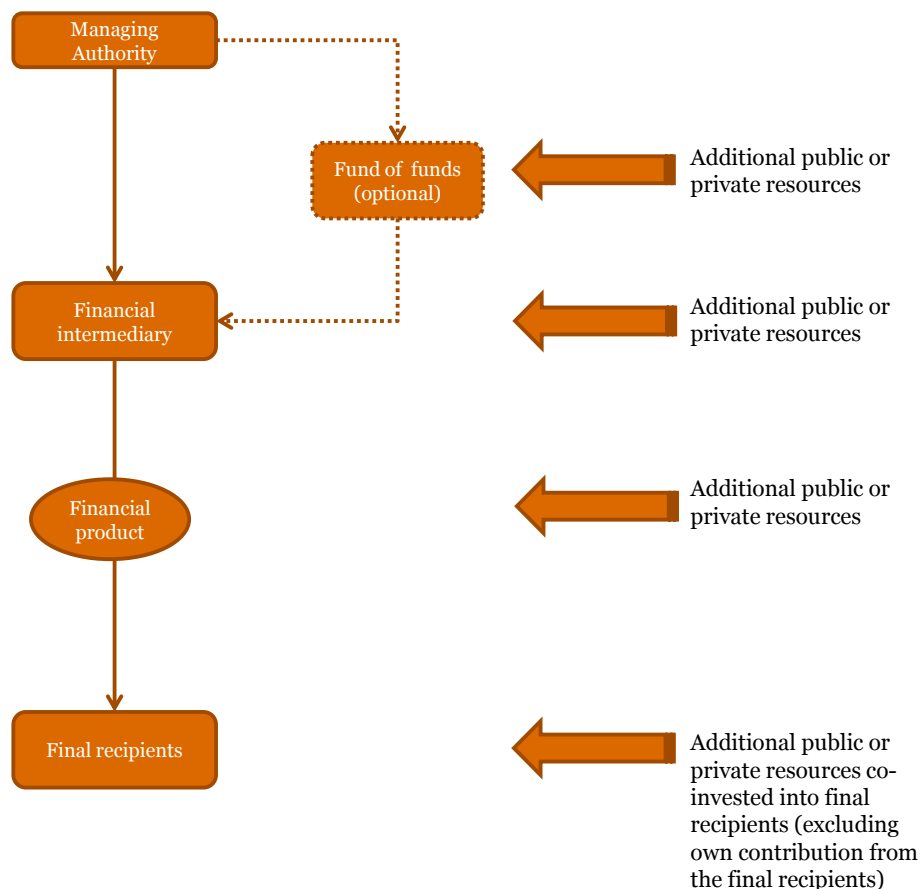 Managing
Authority
Fund of funds
(optional)
Additional public or
private resources
Financial
intermediary
Additional public or
private resources
Financial
product
Additional public or
private resources
Final recipients
Additional public or
private resources co-
invested into final
recipients (excluding
own contribution from
the final recipients)